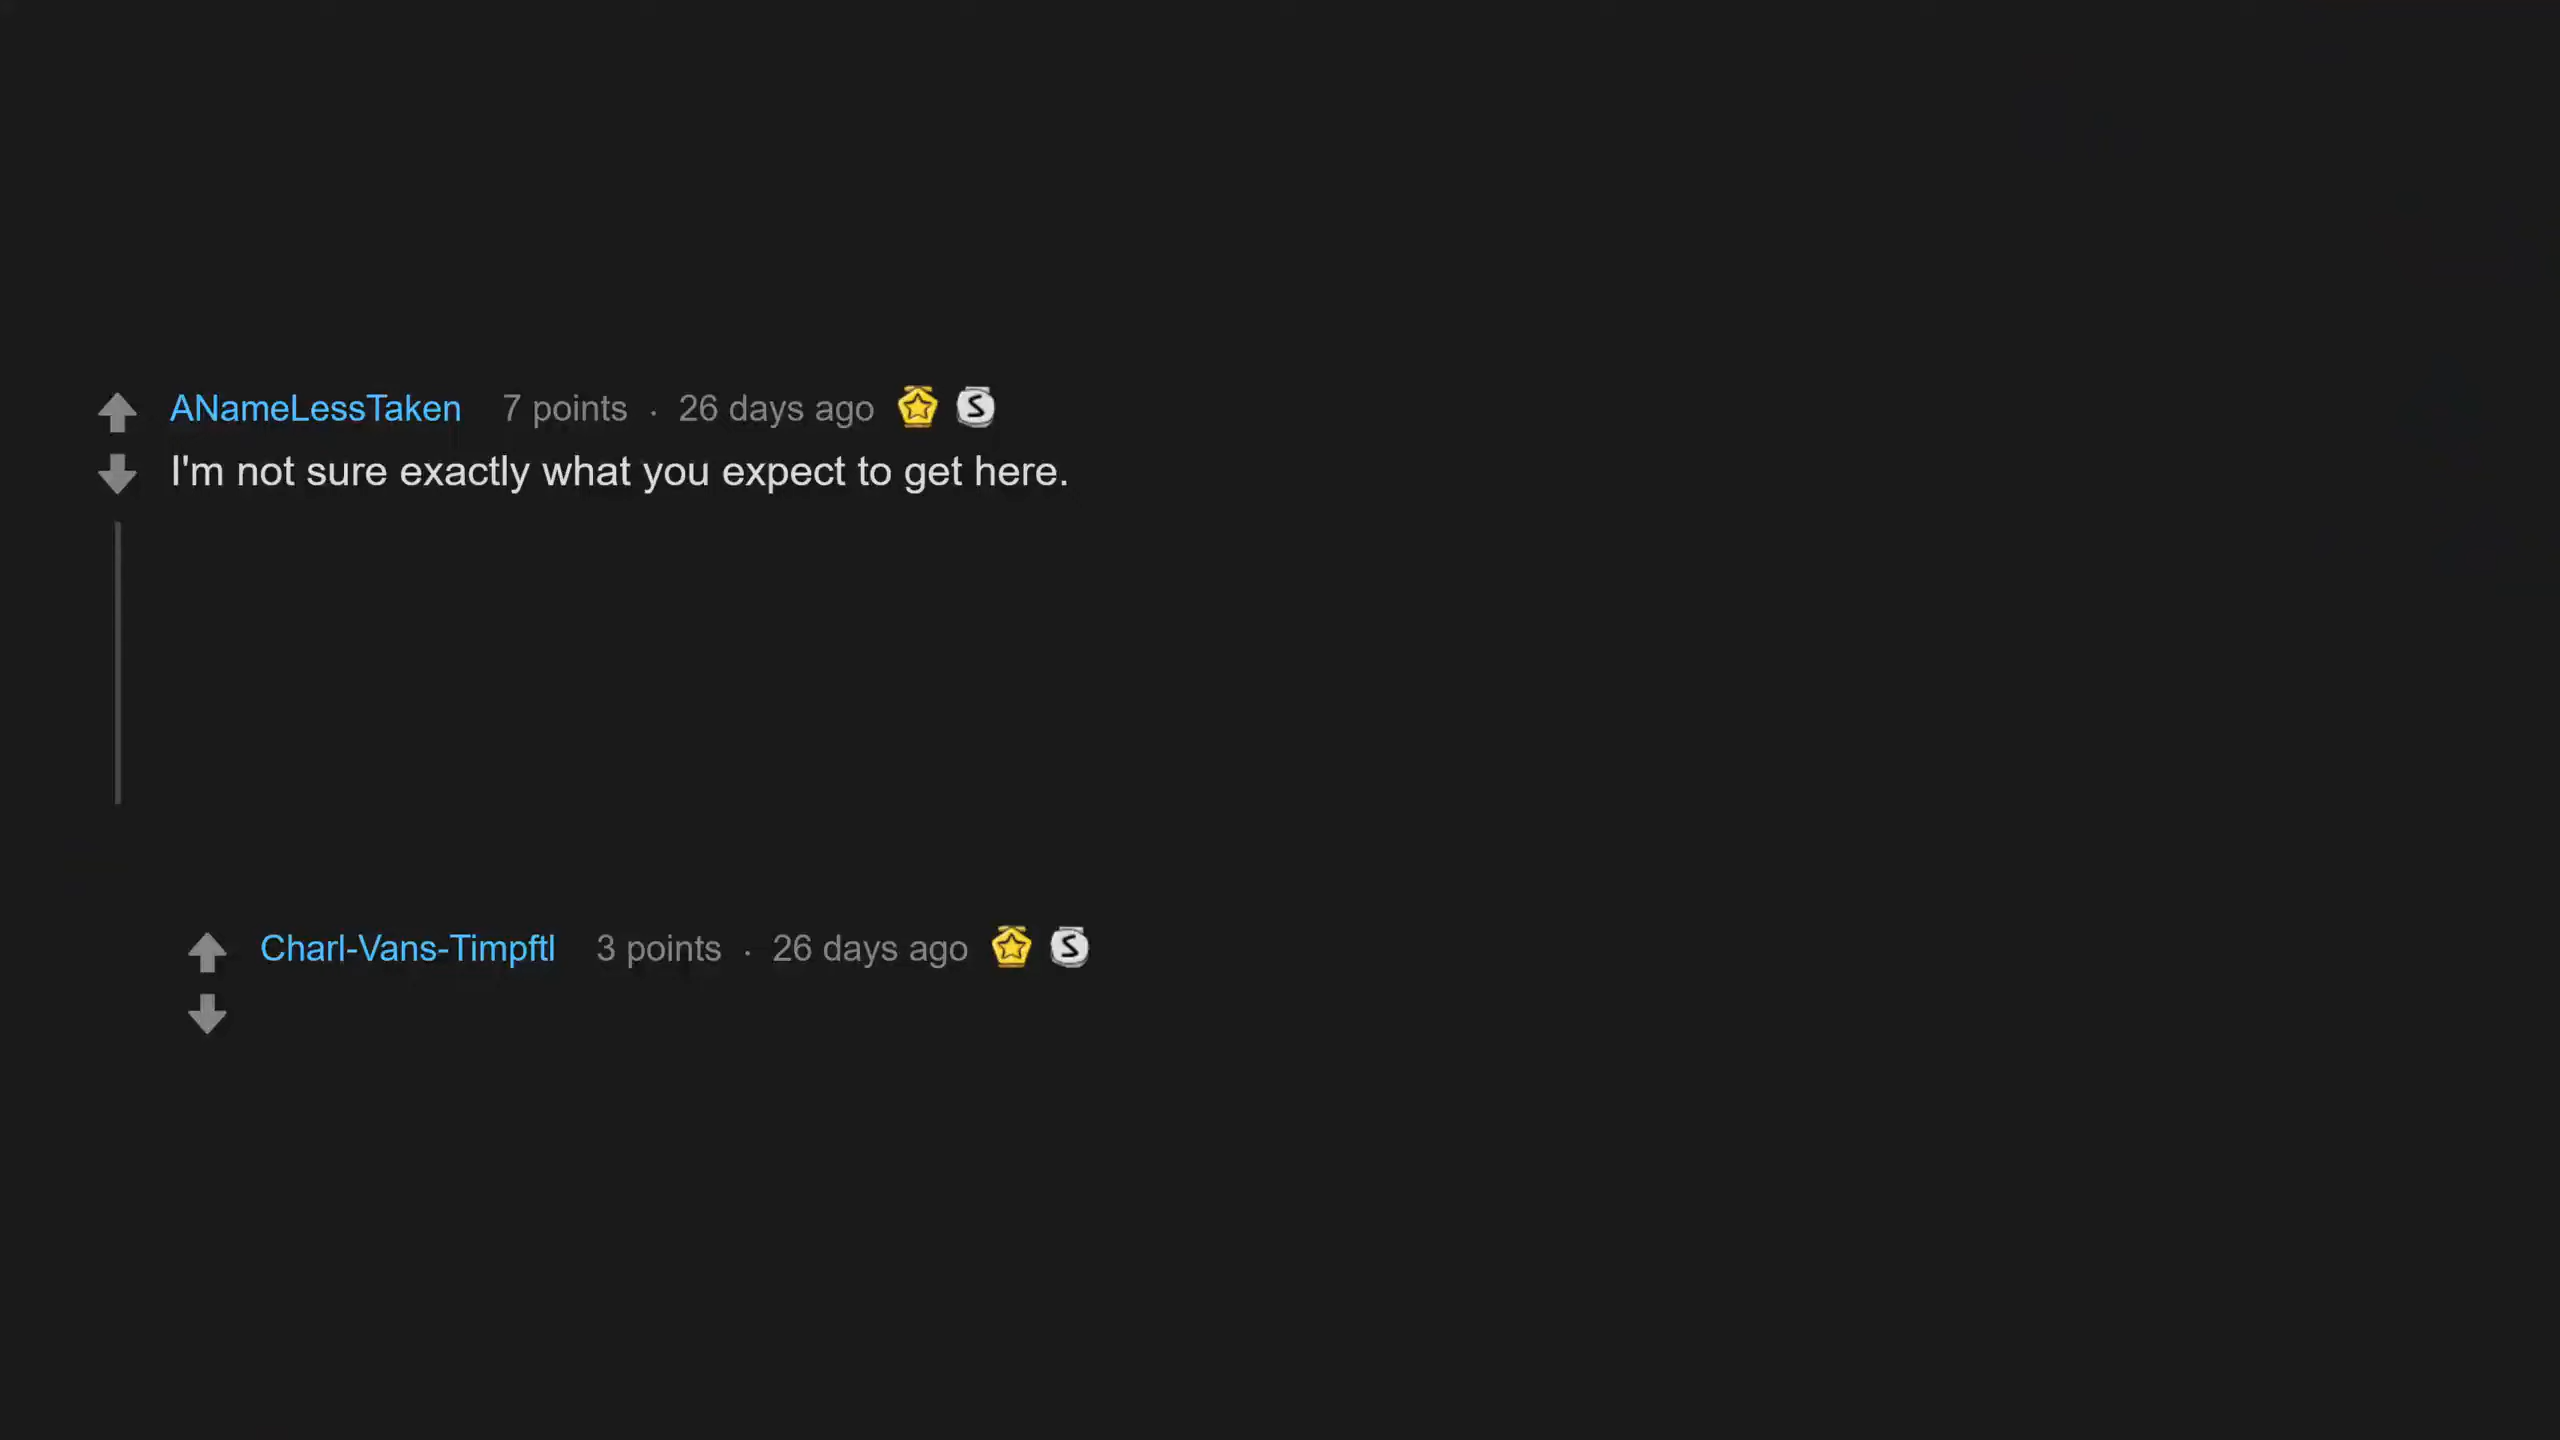 ANameLessTaken 7 points · 26 days ago S
I'm not sure exactly what you expect to get here.
Charl-Vans-Timpftl 3 points · 26 days ago S